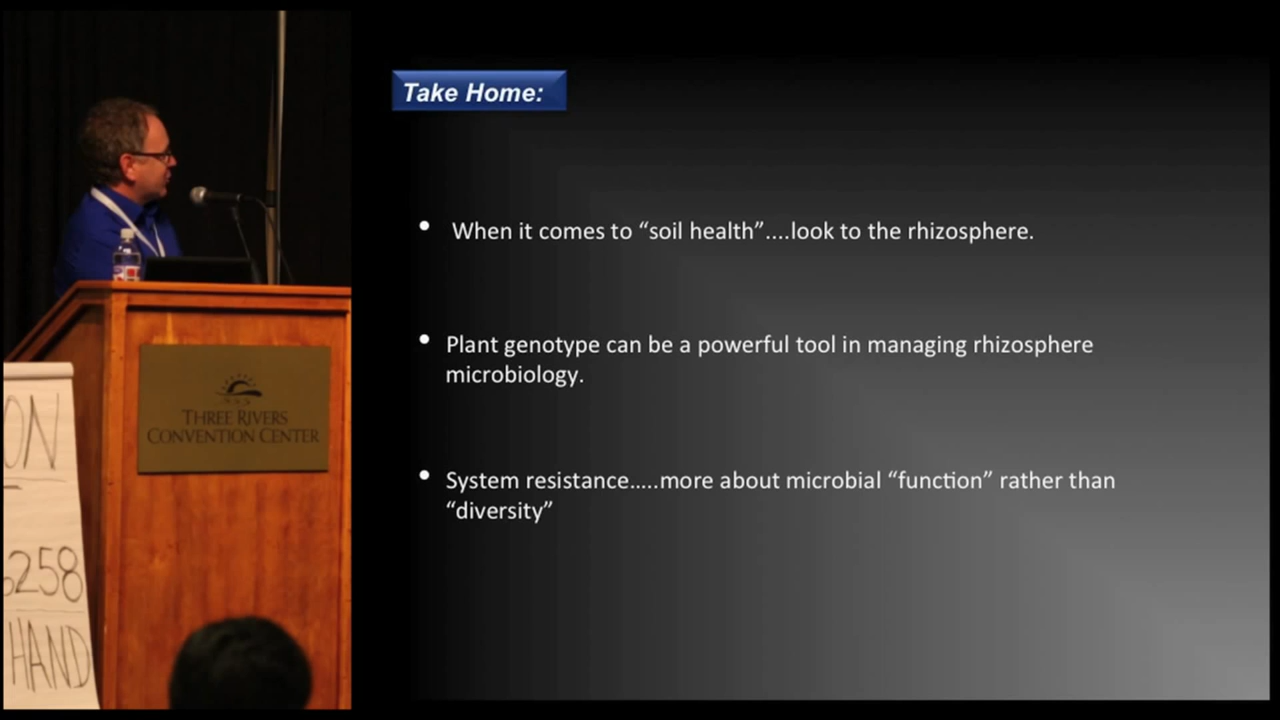 Take Home:
• When it comes to “soil health”....look to the rhizosphere.
• Plant genotype can be a powerful tool in managing rhizosphere
microbiology.
• System resistance.....more about microbial “function” rather than
“diversity”
THREE RIVERS
CONVENTION CENTER
ON
258
HAND